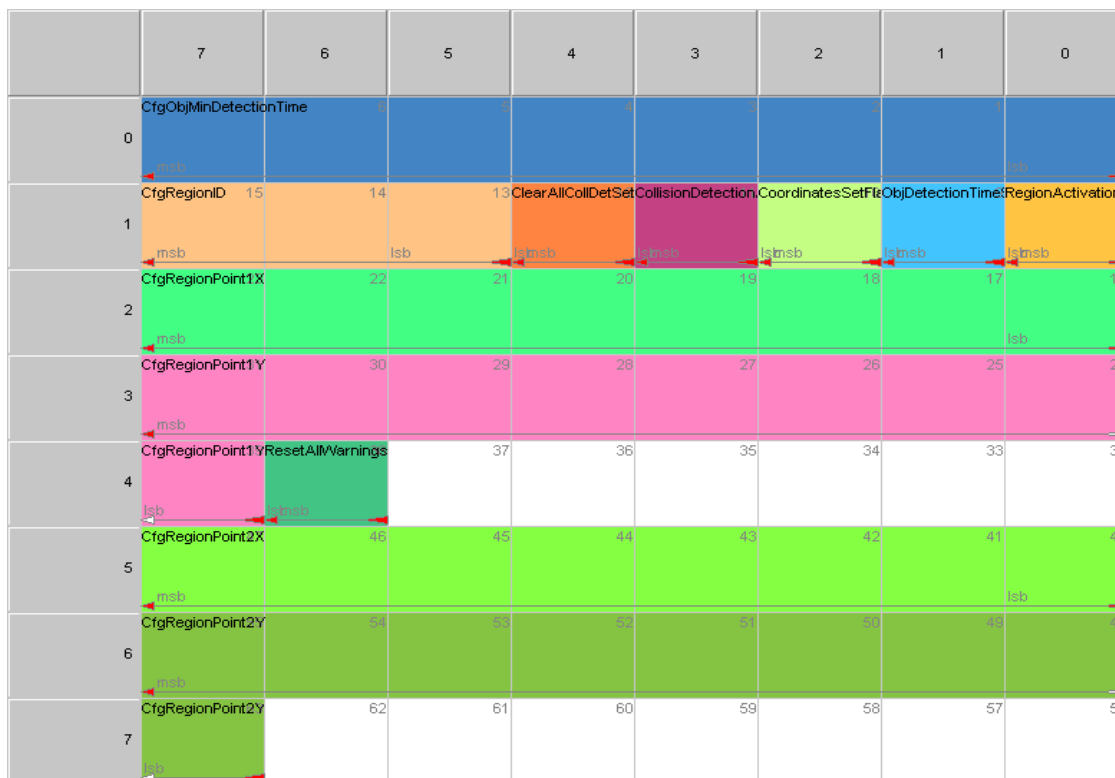 7 6 5 4 3 2 1 0
CfgObjMinDetectionTime 6 5 4 3 2 1
0
msb lsb
CfgRegionID 15 14 13 ClearAllCollDetSet CollisionDetection CoordinatesSetFla ObjDetectionTimeS RegionActivation
1
msb lsb lsb msb lsb msb lsb msb lsb msb lsb msb
CfgRegionPoint1X 22 21 20 19 18 17
2
msb lsb
CfgRegionPoint1Y 30 29 28 27 26 25
3
msb
CfgRegionPoint1Y ResetAllWarnings 37 36 35 34 33
4
lsb lsb msb
CfgRegionPoint2X 46 45 44 43 42 41
5
msb lsb
CfgRegionPoint2Y 54 53 52 51 50 49
6
msb
CfgRegionPoint2Y 62 61 60 59 58 57
7
lsb